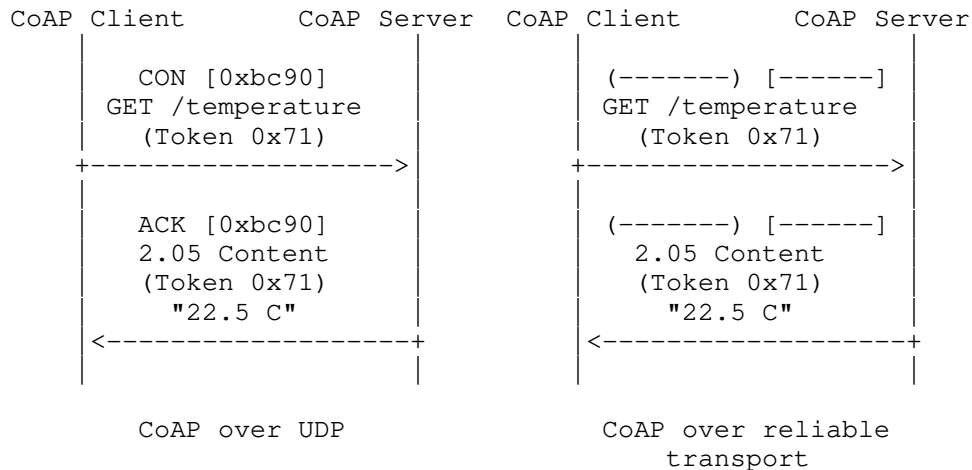 CoAP Client       CoAP Server  CoAP Client       CoAP Server
CON [0xbc90]                    (-------) [------]
GET /temperature               GET /temperature
(Token 0x71)                   (Token 0x71)
+------------------->          +------------------->
ACK [0xbc90]                    (-------) [------]
2.05 Content                   2.05 Content
(Token 0x71)                   (Token 0x71)
"22.5 C"                       "22.5 C"
<-------------------+          <-------------------+
CoAP over UDP                  CoAP over reliable
transport